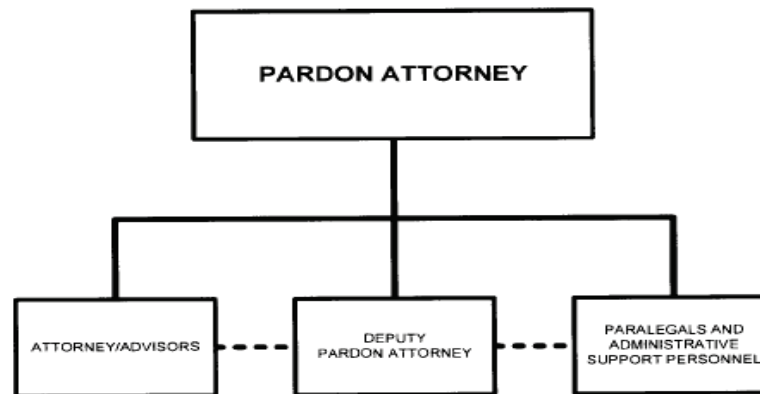 PARDON ATTORNEY
ATTORNEY/ADVISORS
DEPUTY
PARDON ATTORNEY
PARALEGALS AND
ADMINISTRATIVE
SUPPORT PERSONNEL